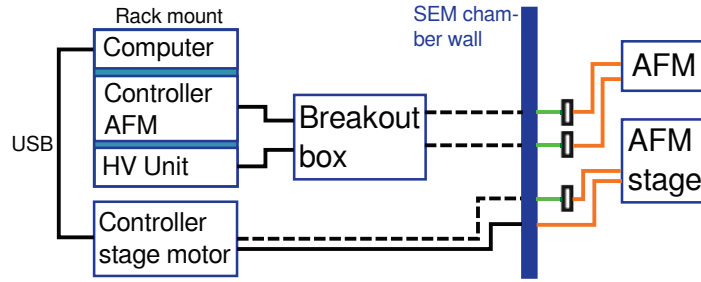 Rack mount
Computer
Controller
AFM
HV Unit
USB
Controller
stage motor
Breakout
box
SEM cham-
ber wall
AFM
AFM
stage